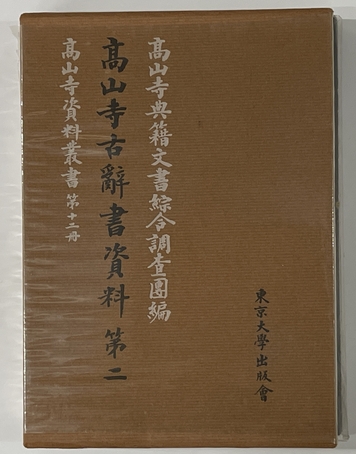 高山寺典籍文書綜合調査團編
高山寺古辭書資料 第二
高山寺資料叢書 第十二冊
東京大學出版會